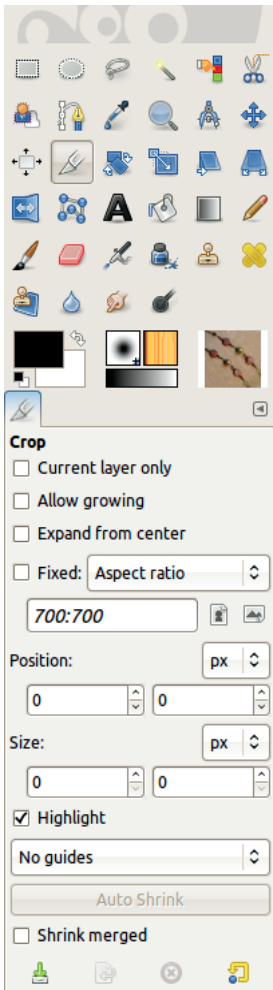 Crop
Current layer only
Allow growing
Expand from center
Fixed: Aspect ratio
700:700
Position: px
0 0
Size: px
0 0
Highlight
No guides
Auto Shrink
Shrink merged